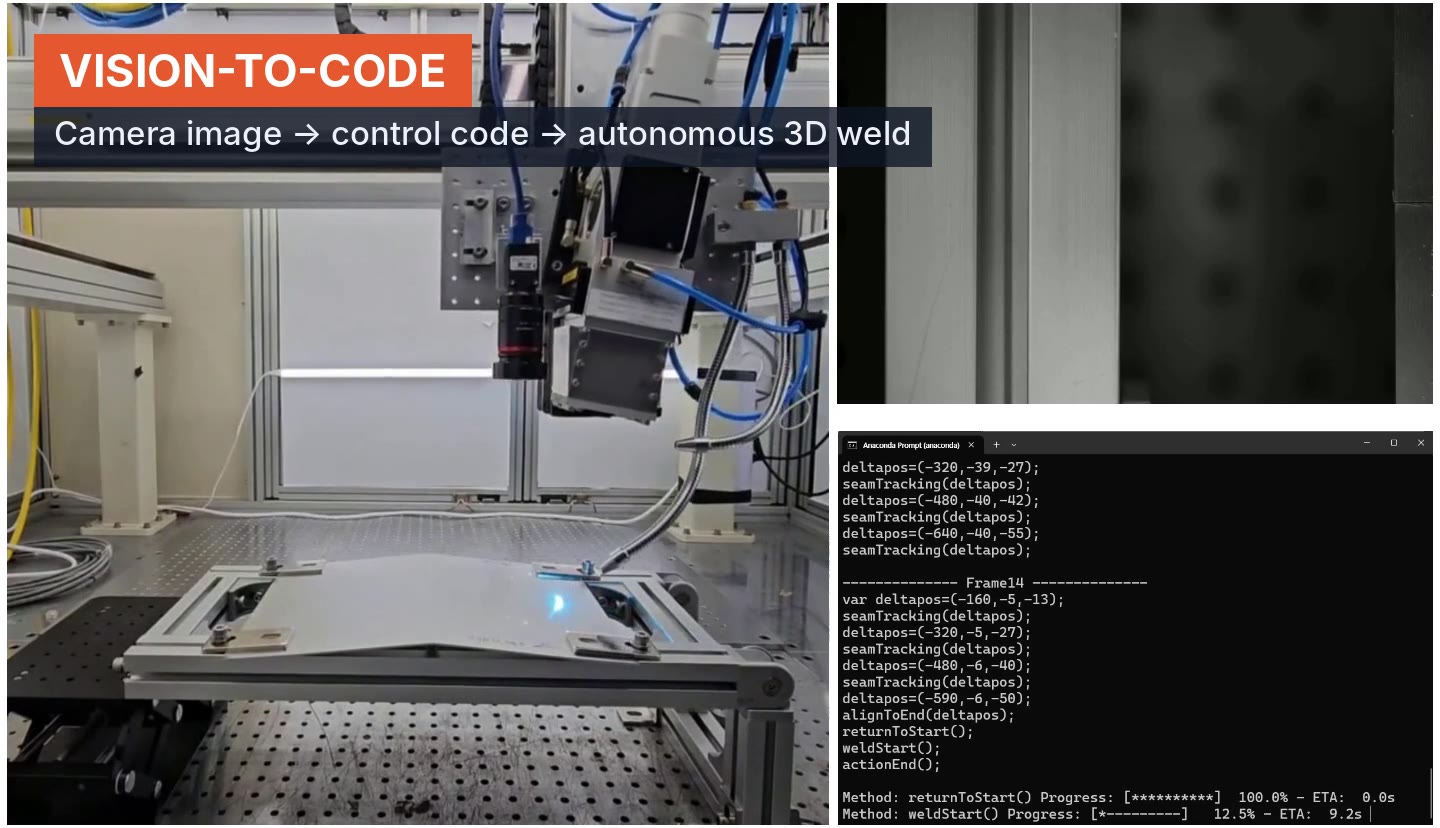 VISION-TO-CODE
Camera image → control code → autonomous 3D weld
Anaconda Prompt (anaconda)
deltapos=(-320,-39,-27);
seamTracking(deltapos);
deltapos=(-480,-40,-42);
seamTracking(deltapos);
deltapos=(-640,-40,-55);
seamTracking(deltapos);
-------------- Frame14 --------------
var deltapos=(-160,-5,-13);
seamTracking(deltapos);
deltapos=(-320,-5,-27);
seamTracking(deltapos);
deltapos=(-480,-6,-40);
seamTracking(deltapos);
deltapos=(-590,-6,-50);
alignToEnd(deltapos);
returnToStart();
weldStart();
actionEnd();
Method: returnToStart() Progress: [**********] 100.0% - ETA: 0.0s
Method: weldStart() Progress: [*---------] 12.5% - ETA: 9.2s